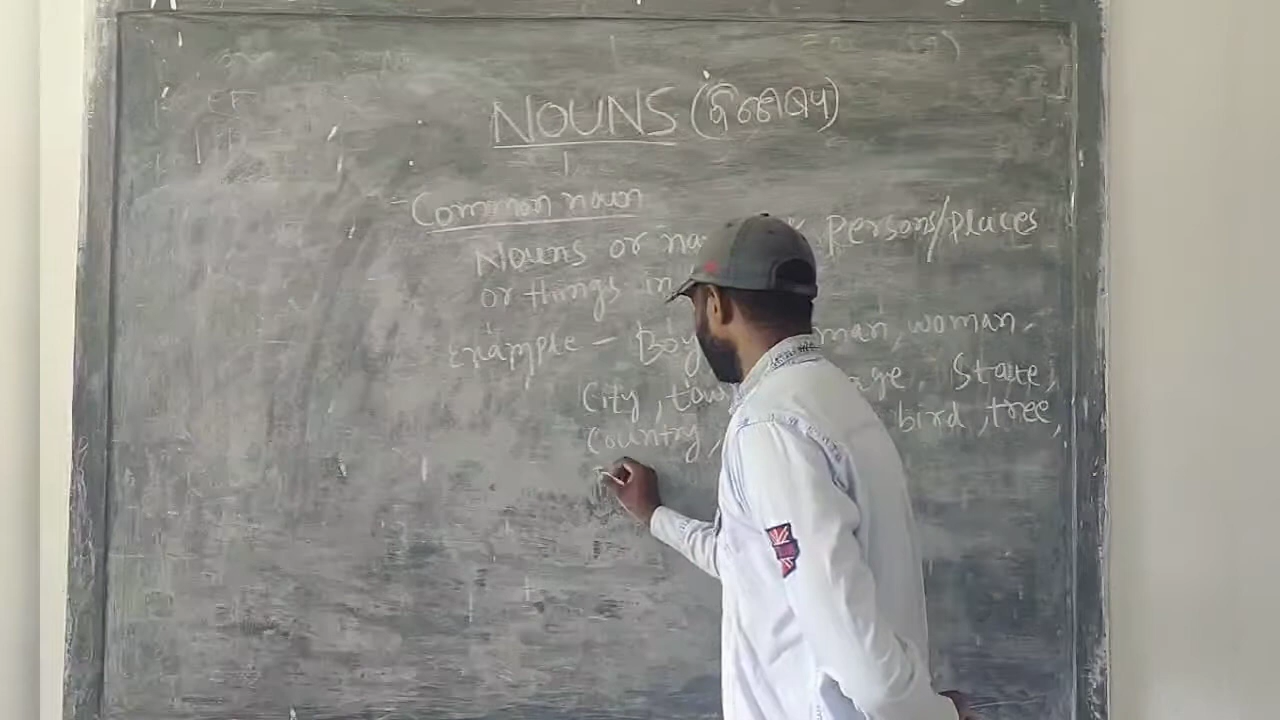 NOUNS (ବିଶେଷ୍ୟ)
- Common noun
Nouns or na persons/places
or things in
Example - Boy man, woman.
City, tow age, State,
Country, bird, tree,